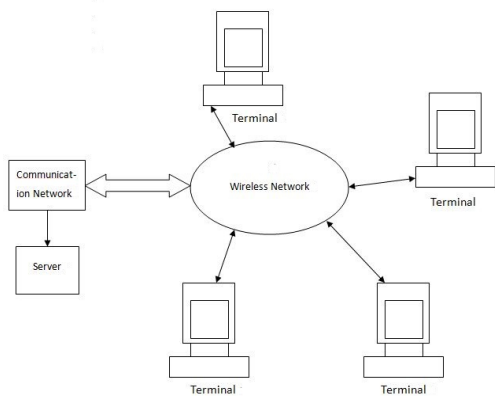 Terminal
Communicat-
ion Network
Wireless Network
Terminal
Server
Terminal
Terminal